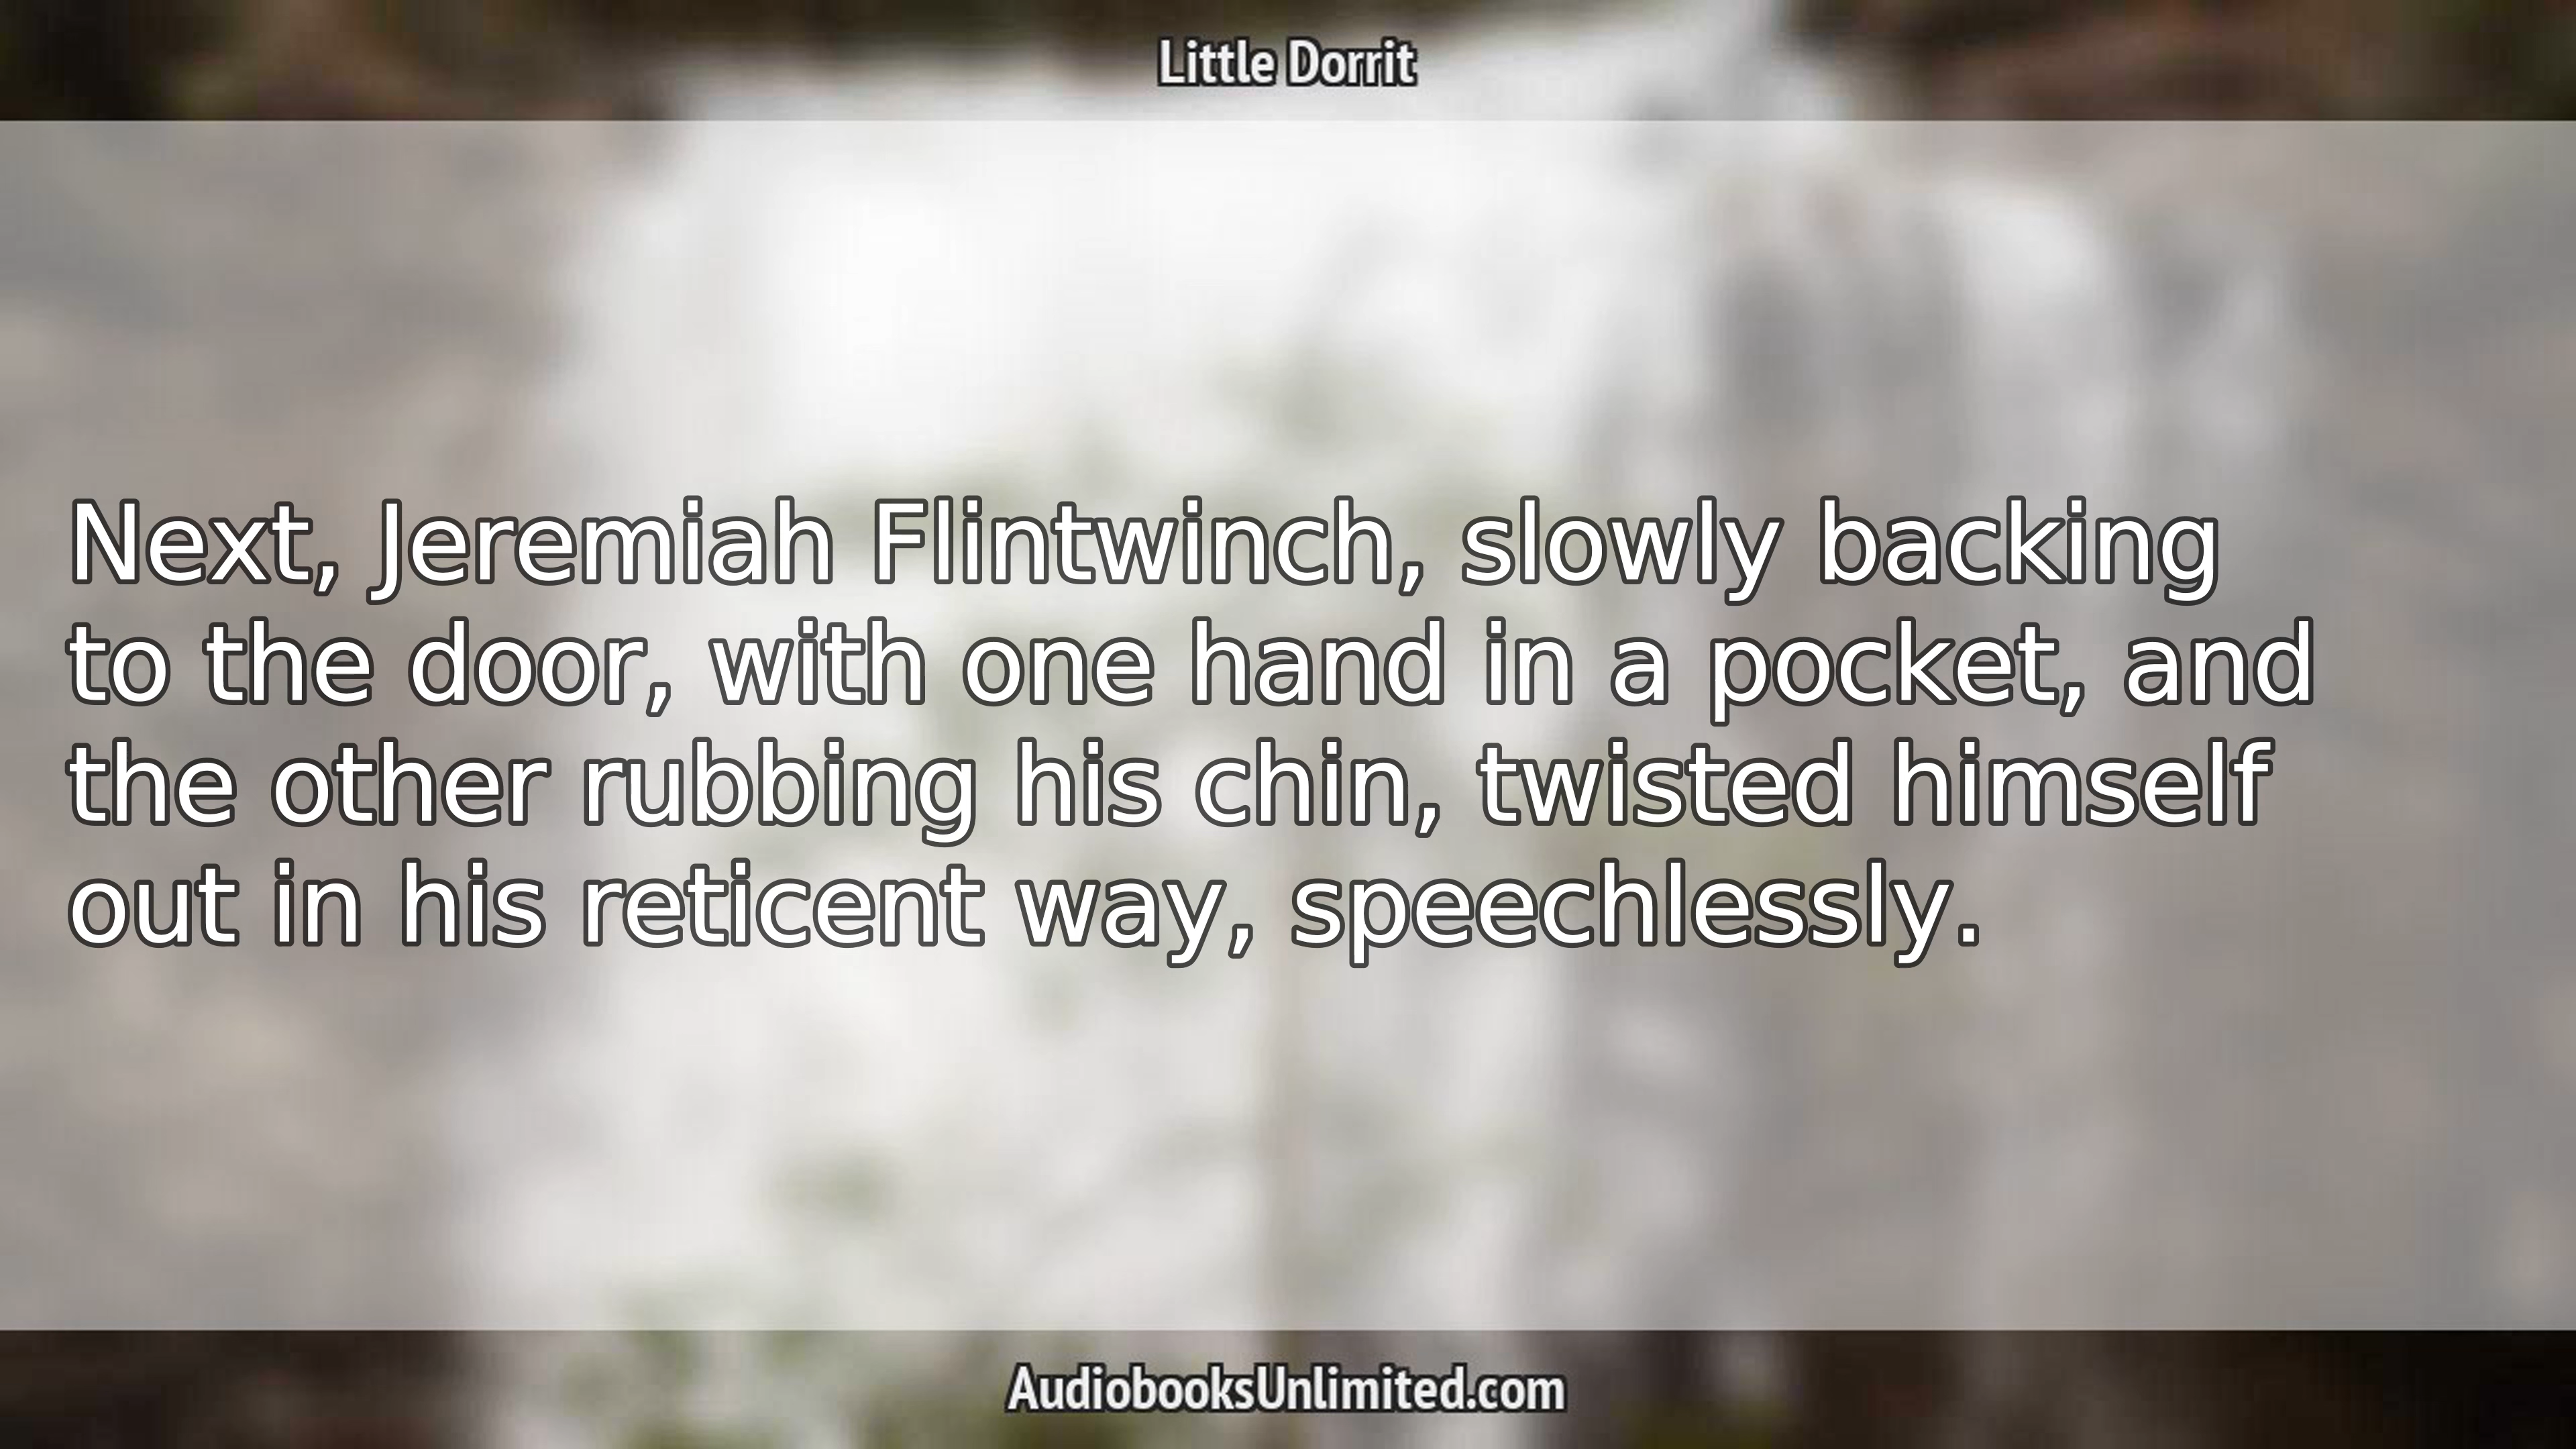 Little Dorrit
Next, Jeremiah Flintwinch, slowly backing
to the door, with one hand in a pocket, and
the other rubbing his chin, twisted himself
out in his reticent way, speechlessly.
AudiobooksUnlimited.com